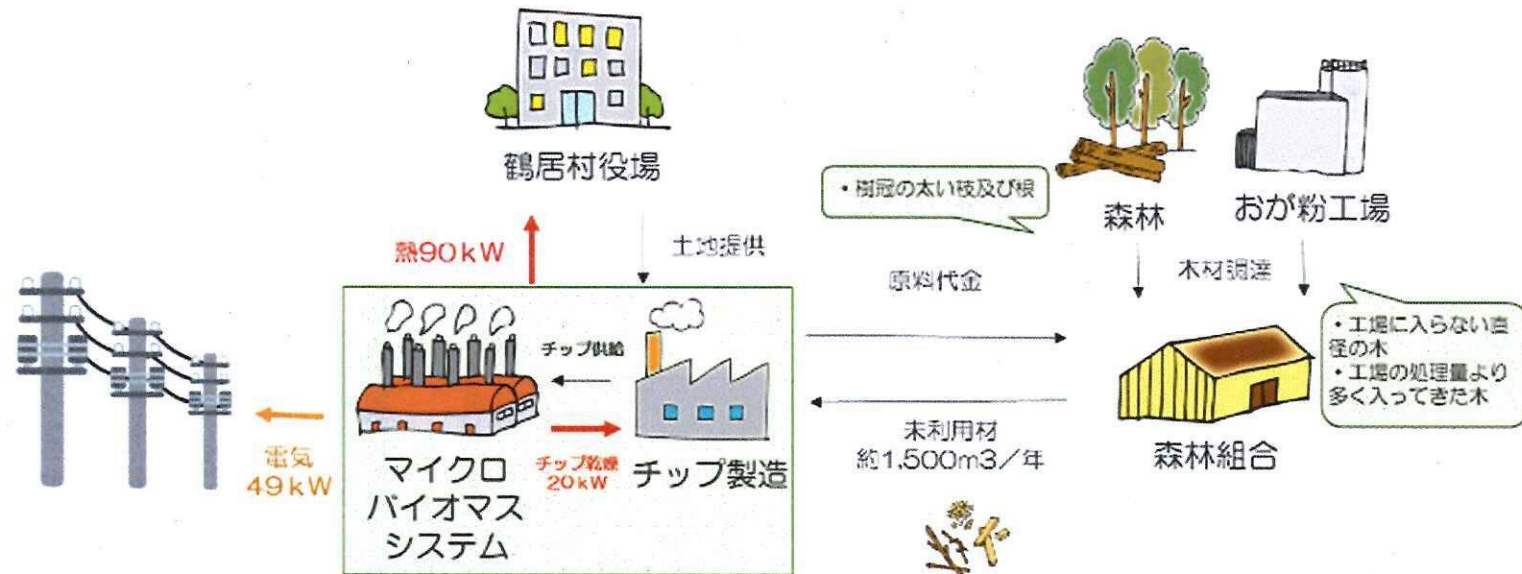 鶴居村役場
・樹冠の太い枝及び根
森林
おが粉工場
熱90kW
土地提供
原料代金
木材調達
・工場に入らない直
径の木
・工場の処理量より
多く入ってきた木
チップ供給
電気
49kW
マイクロ
バイオマス
システム
チップ乾燥
20kW
チップ製造
未利用材
約1,500m3／年
森林組合